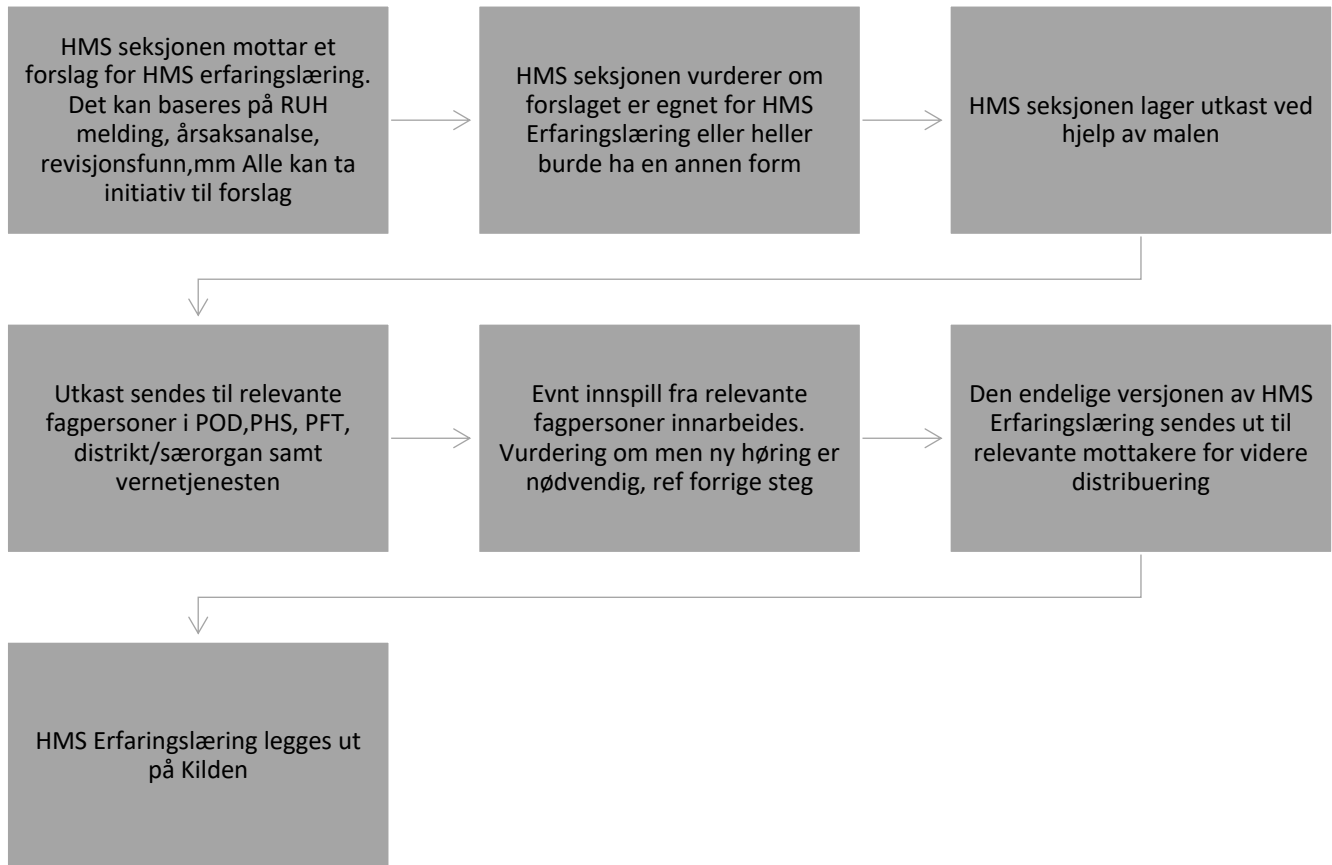 HMS seksjonen mottar et
forslag for HMS erfaringslæring.
Det kan baseres på RUH
melding, årsaksanalse,
revisjonsfunn,mm Alle kan ta
initiativ til forslag
HMS seksjonen vurderer om
forslaget er egnet for HMS
Erfaringslæring eller heller
burde ha en annen form
HMS seksjonen lager utkast ved
hjelp av malen
Utkast sendes til relevante
fagpersoner i POD,PHS, PFT,
distrikt/særorgan samt
vernetjenesten
Evnt innspill fra relevante
fagpersoner innarbeides.
Vurdering om men ny høring er
nødvendig, ref forrige steg
Den endelige versjonen av HMS
Erfaringslæring sendes ut til
relevante mottakere for videre
distribuering
HMS Erfaringslæring legges ut
på Kilden